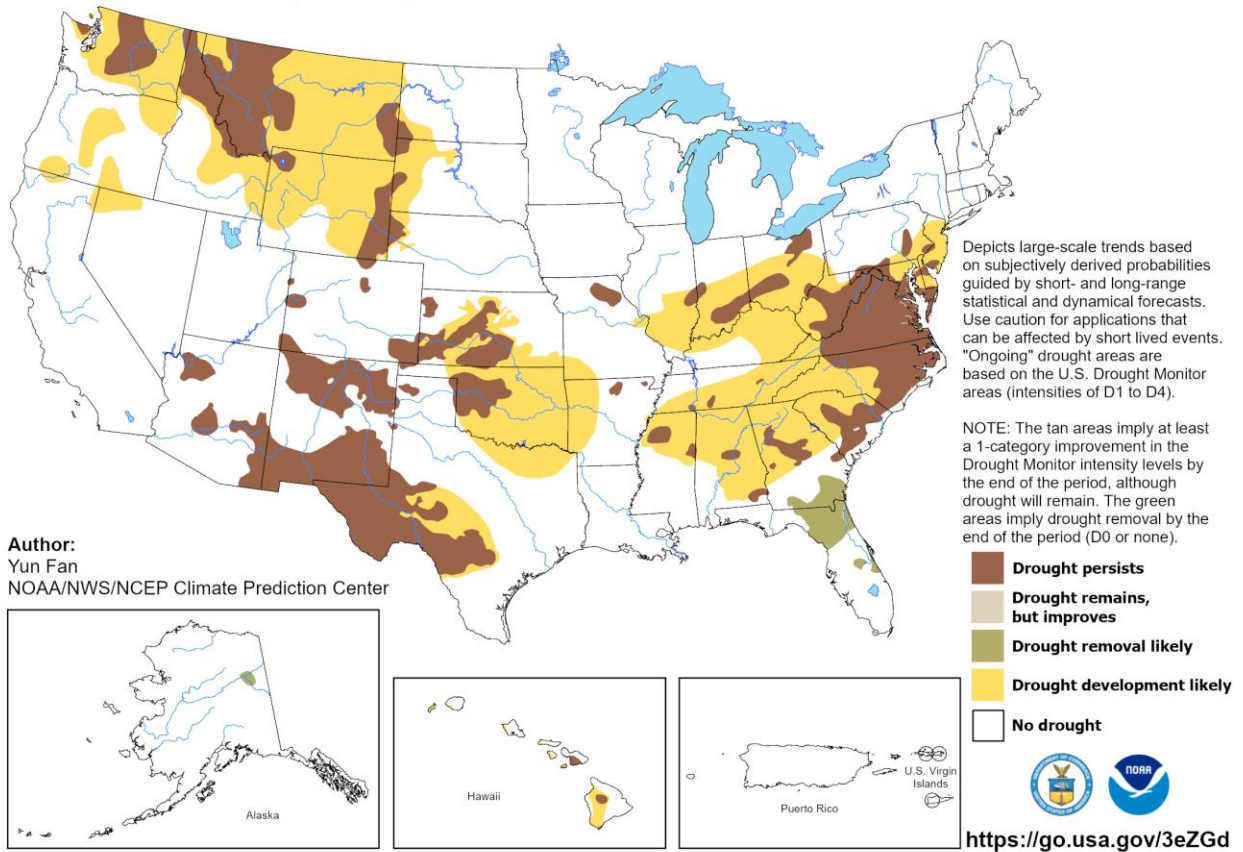 Depicts large-scale trends based
on subjectively derived probabilities
guided by short- and long-range
statistical and dynamical forecasts.
Use caution for applications that
can be affected by short lived events.
"Ongoing" drought areas are
based on the U.S. Drought Monitor
areas (intensities of D1 to D4).
NOTE: The tan areas imply at least
a 1-category improvement in the
Drought Monitor intensity levels by
the end of the period, although
drought will remain. The green
areas imply drought removal by the
end of the period (D0 or none).
Author:
Yun Fan
NOAA/NWS/NCEP Climate Prediction Center
Drought persists
Drought remains,
but improves
Drought removal likely
Drought development likely
No drought
Alaska
Hawaii
Puerto Rico
U.S. Virgin
Islands
NOAA
https://go.usa.gov/3eZGd